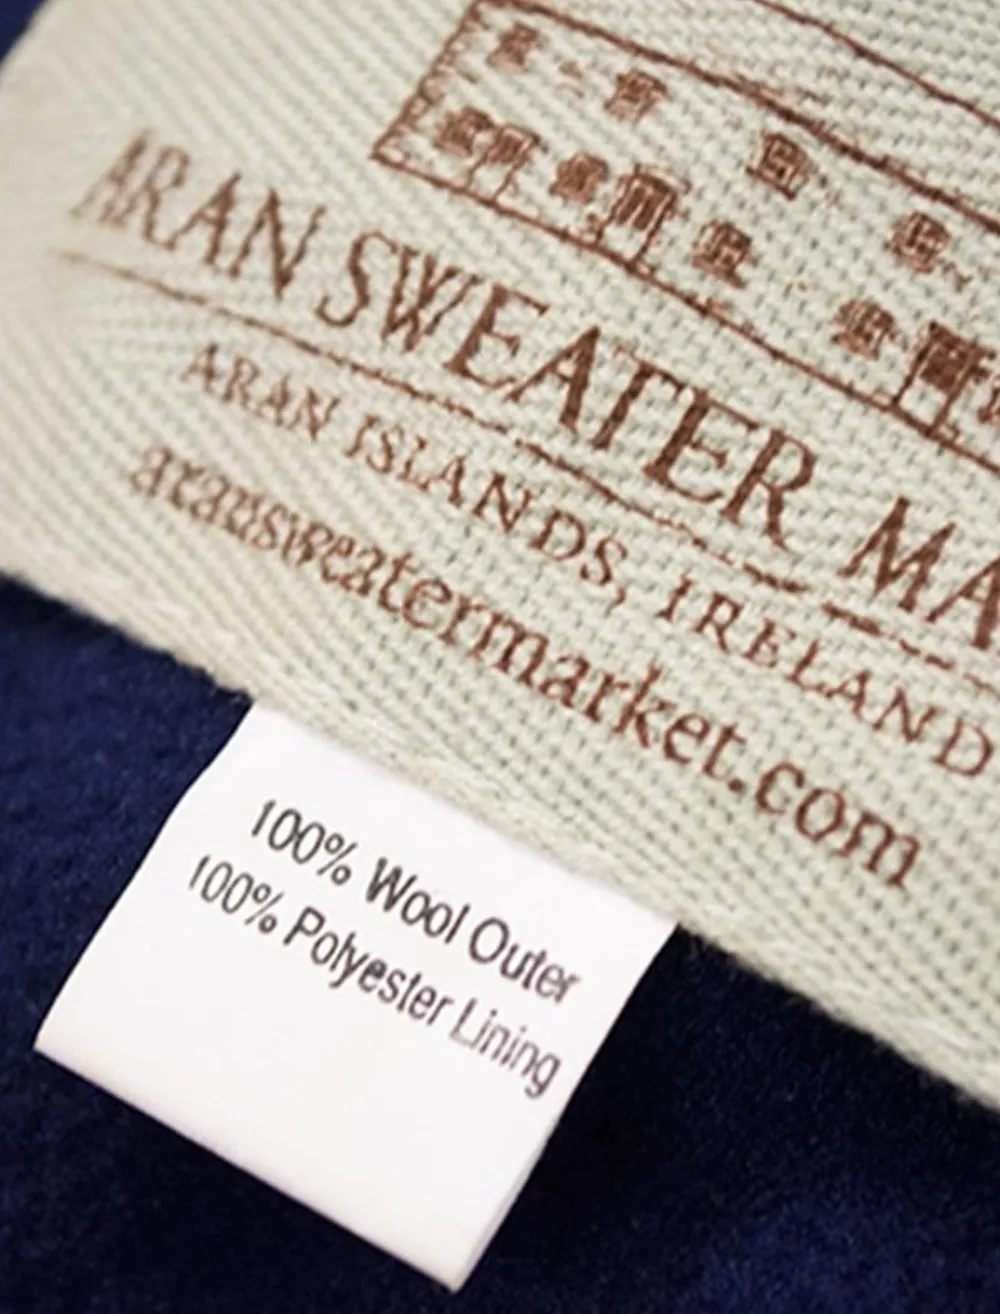 ARAN SWEATER MA
ARAN ISLANDS, IRELAND
aransweatermarket.com
100% Wool Outer
100% Polyester Lining